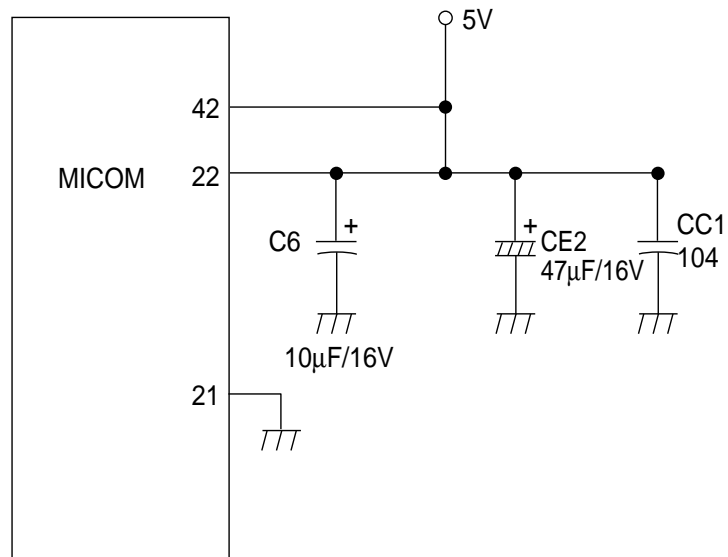 5V
42
MICOM
22
C6
+
10μF/16V
+
CE2
47μF/16V
CC1
104
21